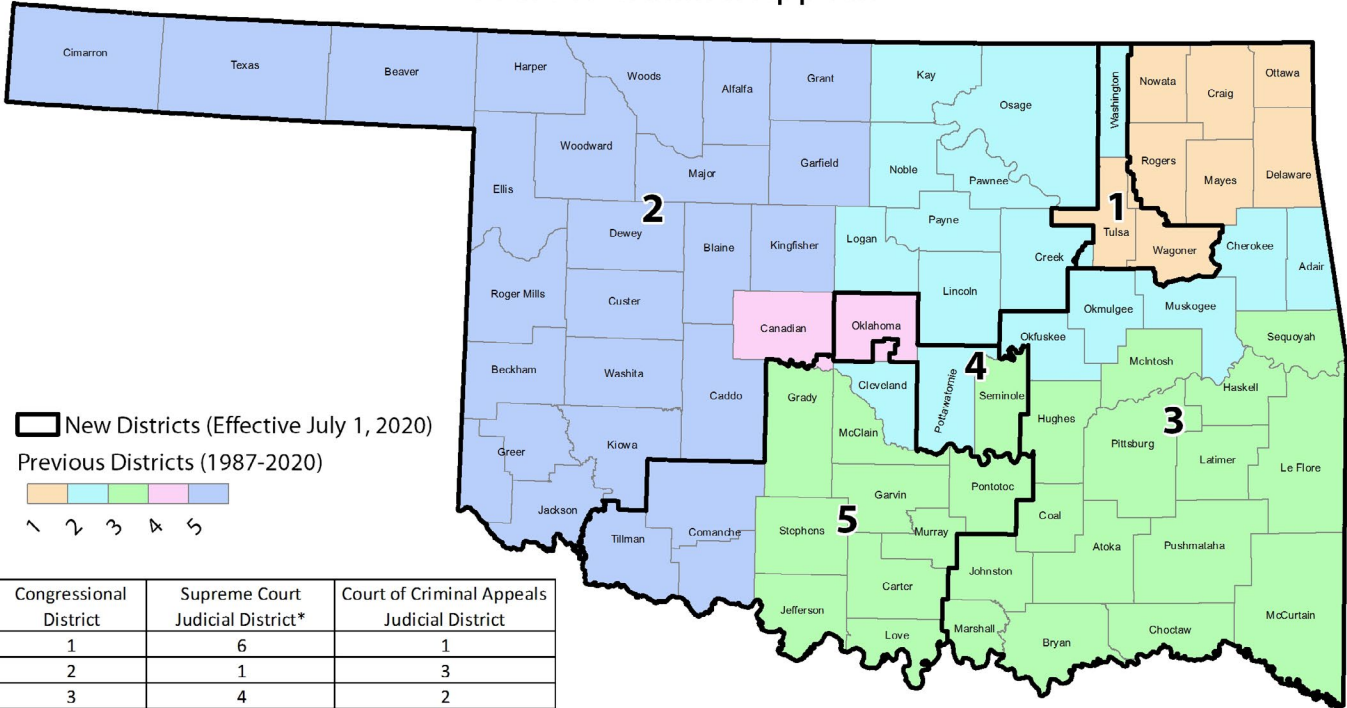 Cimarron
Texas
Beaver
Harper
Woods
Alfalfa
Grant
Kay
Osage
Washington
Nowata
Craig
Ottawa
Woodward
Major
Garfield
Noble
Pawnee
Rogers
Mayes
Delaware
Ellis
2
Dewey
Blaine
Kingfisher
Logan
Payne
Creek
1
Tulsa
Wagoner
Cherokee
Adair
Roger Mills
Custer
Canadian
Oklahoma
Lincoln
Okfuskee
Okmulgee
Muskogee
Sequoyah
Beckham
Washita
Caddo
Grady
Cleveland
Pottawatomie
4
Seminole
McIntosh
Haskell
McClain
Hughes
3
Pittsburg
Latimer
Le Flore
Greer
Kiowa
Jackson
Tillman
Comanche
Stephens
Garvin
5
Murray
Pontotoc
Coal
Atoka
Pushmataha
Jefferson
Carter
Johnston
Love
Marshall
Bryan
Choctaw
McCurtain
New Districts (Effective July 1, 2020)
Previous Districts (1987-2020)
1 2 3 4 5
Congressional District Supreme Court Judicial District* Court of Criminal Appeals Judicial District
1 6 1
2 1 3
3 4 2